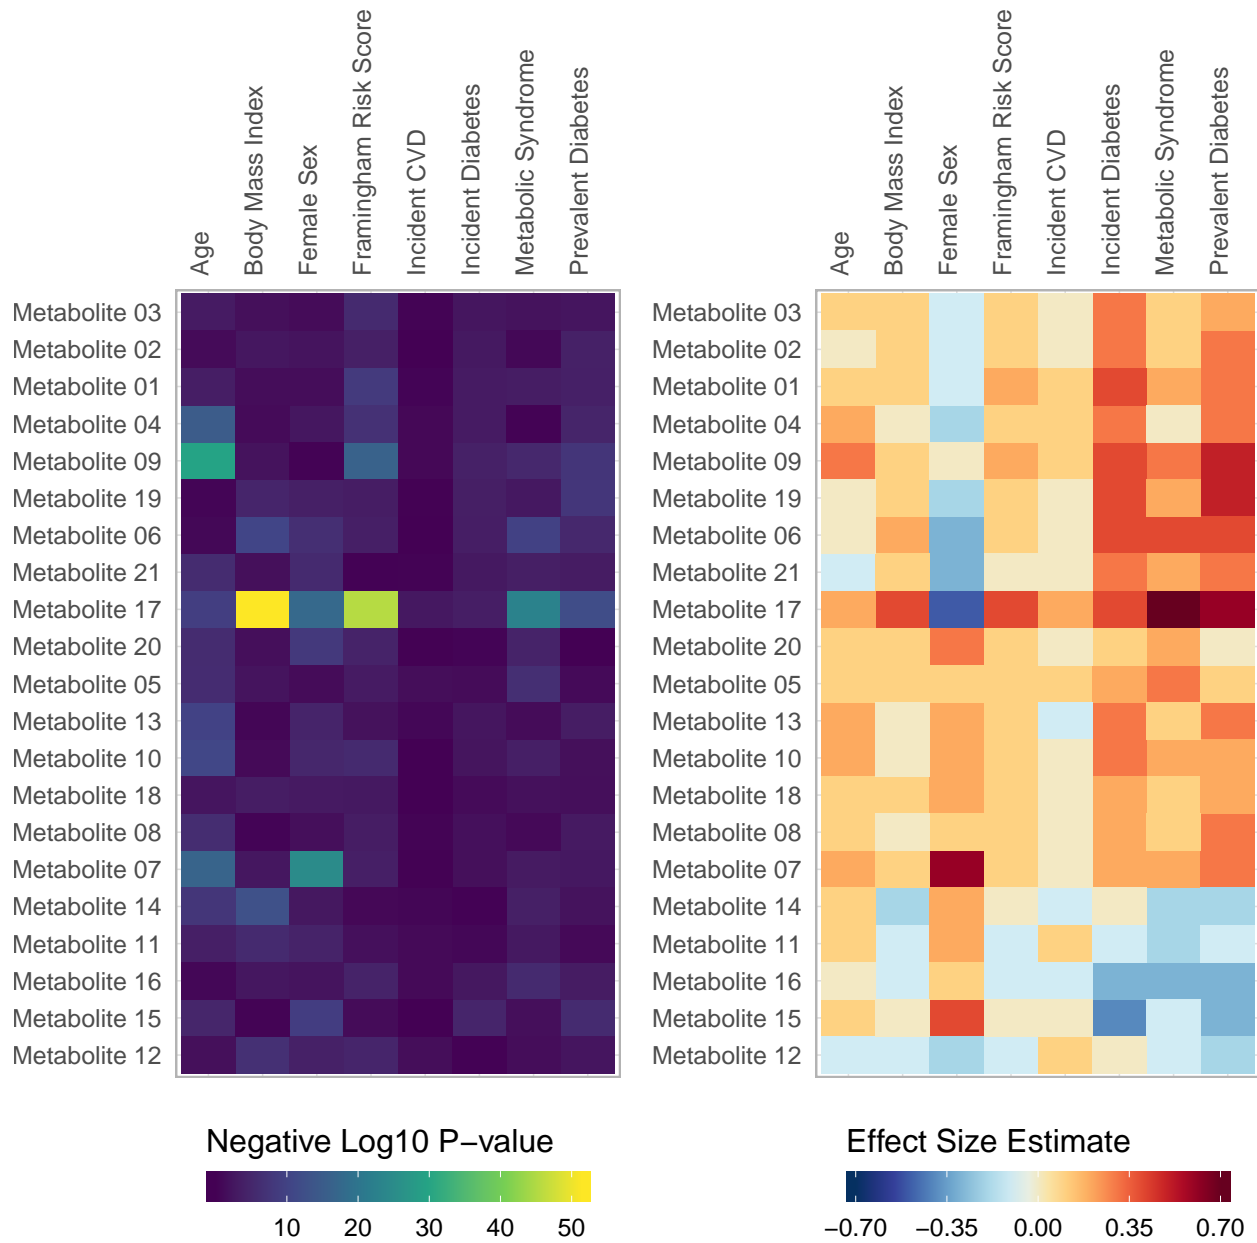 Age
Body Mass Index
Female Sex
Framingham Risk Score
Incident CVD
Incident Diabetes
Metabolic Syndrome
Prevalent Diabetes
Metabolite 03
Metabolite 02
Metabolite 01
Metabolite 04
Metabolite 09
Metabolite 19
Metabolite 06
Metabolite 21
Metabolite 17
Metabolite 20
Metabolite 05
Metabolite 13
Metabolite 10
Metabolite 18
Metabolite 08
Metabolite 07
Metabolite 14
Metabolite 11
Metabolite 16
Metabolite 15
Metabolite 12
Negative Log10 P−value
10 20 30 40 50
Age
Body Mass Index
Female Sex
Framingham Risk Score
Incident CVD
Incident Diabetes
Metabolic Syndrome
Prevalent Diabetes
Metabolite 03
Metabolite 02
Metabolite 01
Metabolite 04
Metabolite 09
Metabolite 19
Metabolite 06
Metabolite 21
Metabolite 17
Metabolite 20
Metabolite 05
Metabolite 13
Metabolite 10
Metabolite 18
Metabolite 08
Metabolite 07
Metabolite 14
Metabolite 11
Metabolite 16
Metabolite 15
Metabolite 12
Effect Size Estimate
−0.70 −0.35 0.00 0.35 0.70